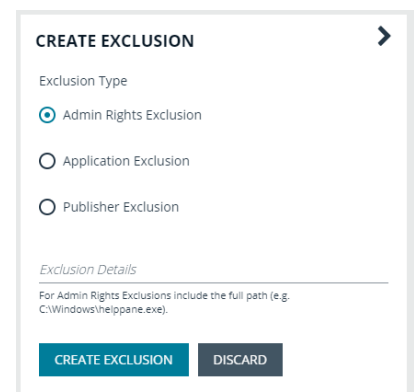 CREATE EXCLUSION
Exclusion Type
Admin Rights Exclusion
Application Exclusion
Publisher Exclusion
Exclusion Details
For Admin Rights Exclusions include the full path (e.g.
C:\Windows\helppane.exe).
CREATE EXCLUSION DISCARD